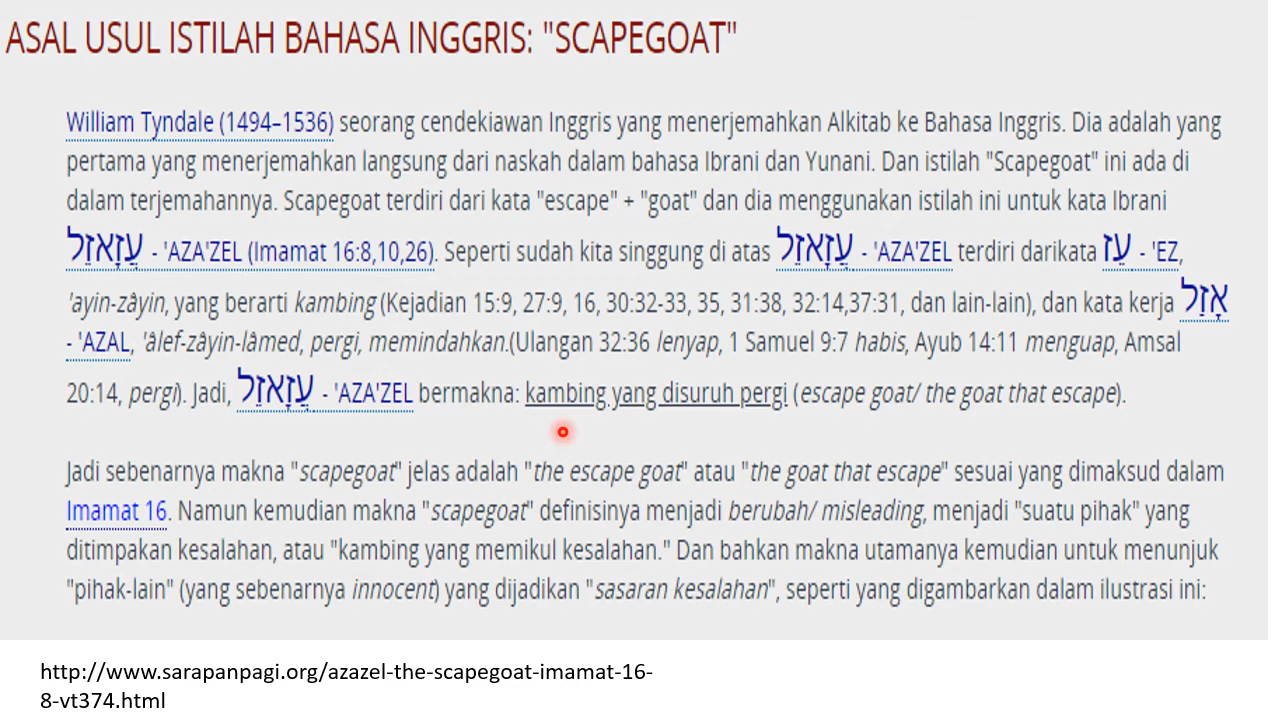 ASAL USUL ISTILAH BAHASA INGGRIS: "SCAPEGOAT"
William Tyndale (1494–1536) seorang cendekiawan Inggris yang menerjemahkan Alkitab ke Bahasa Inggris. Dia adalah yang
pertama yang menerjemahkan langsung dari naskah dalam bahasa Ibrani dan Yunani. Dan istilah "Scapegoat" ini ada di
dalam terjemahannya. Scapegoat terdiri dari kata "escape" + "goat" dan dia menggunakan istilah ini untuk kata Ibrani
עֲזָאזֵל - 'AZA'ZEL (Imamat 16:8,10,26). Seperti sudah kita singgung di atas עֲזָאזֵל - 'AZA'ZEL terdiri darikata עֵז - 'EZ,
'ayin-zâyin, yang berarti kambing (Kejadian 15:9, 27:9, 16, 30:32-33, 35, 31:38, 32:14,37:31, dan lain-lain), dan kata kerja אָזַל
- 'AZAL, 'âlef-zâyin-lâmed, pergi, memindahkan.(Ulangan 32:36 lenyap, 1 Samuel 9:7 habis, Ayub 14:11 menguap, Amsal
20:14, pergi). Jadi, עֲזָאזֵל - 'AZA'ZEL bermakna: kambing yang disuruh pergi (escape goat/ the goat that escape).
Jadi sebenarnya makna "scapegoat" jelas adalah "the escape goat" atau "the goat that escape" sesuai yang dimaksud dalam
Imamat 16. Namun kemudian makna "scapegoat" definisinya menjadi berubah/ misleading, menjadi "suatu pihak" yang
ditimpakan kesalahan, atau "kambing yang memikul kesalahan." Dan bahkan makna utamanya kemudian untuk menunjuk
"pihak-lain" (yang sebenarnya innocent) yang dijadikan "sasaran kesalahan", seperti yang digambarkan dalam ilustrasi ini:
http://www.sarapanpagi.org/azazel-the-scapegoat-imamat-16-
8-vt374.html